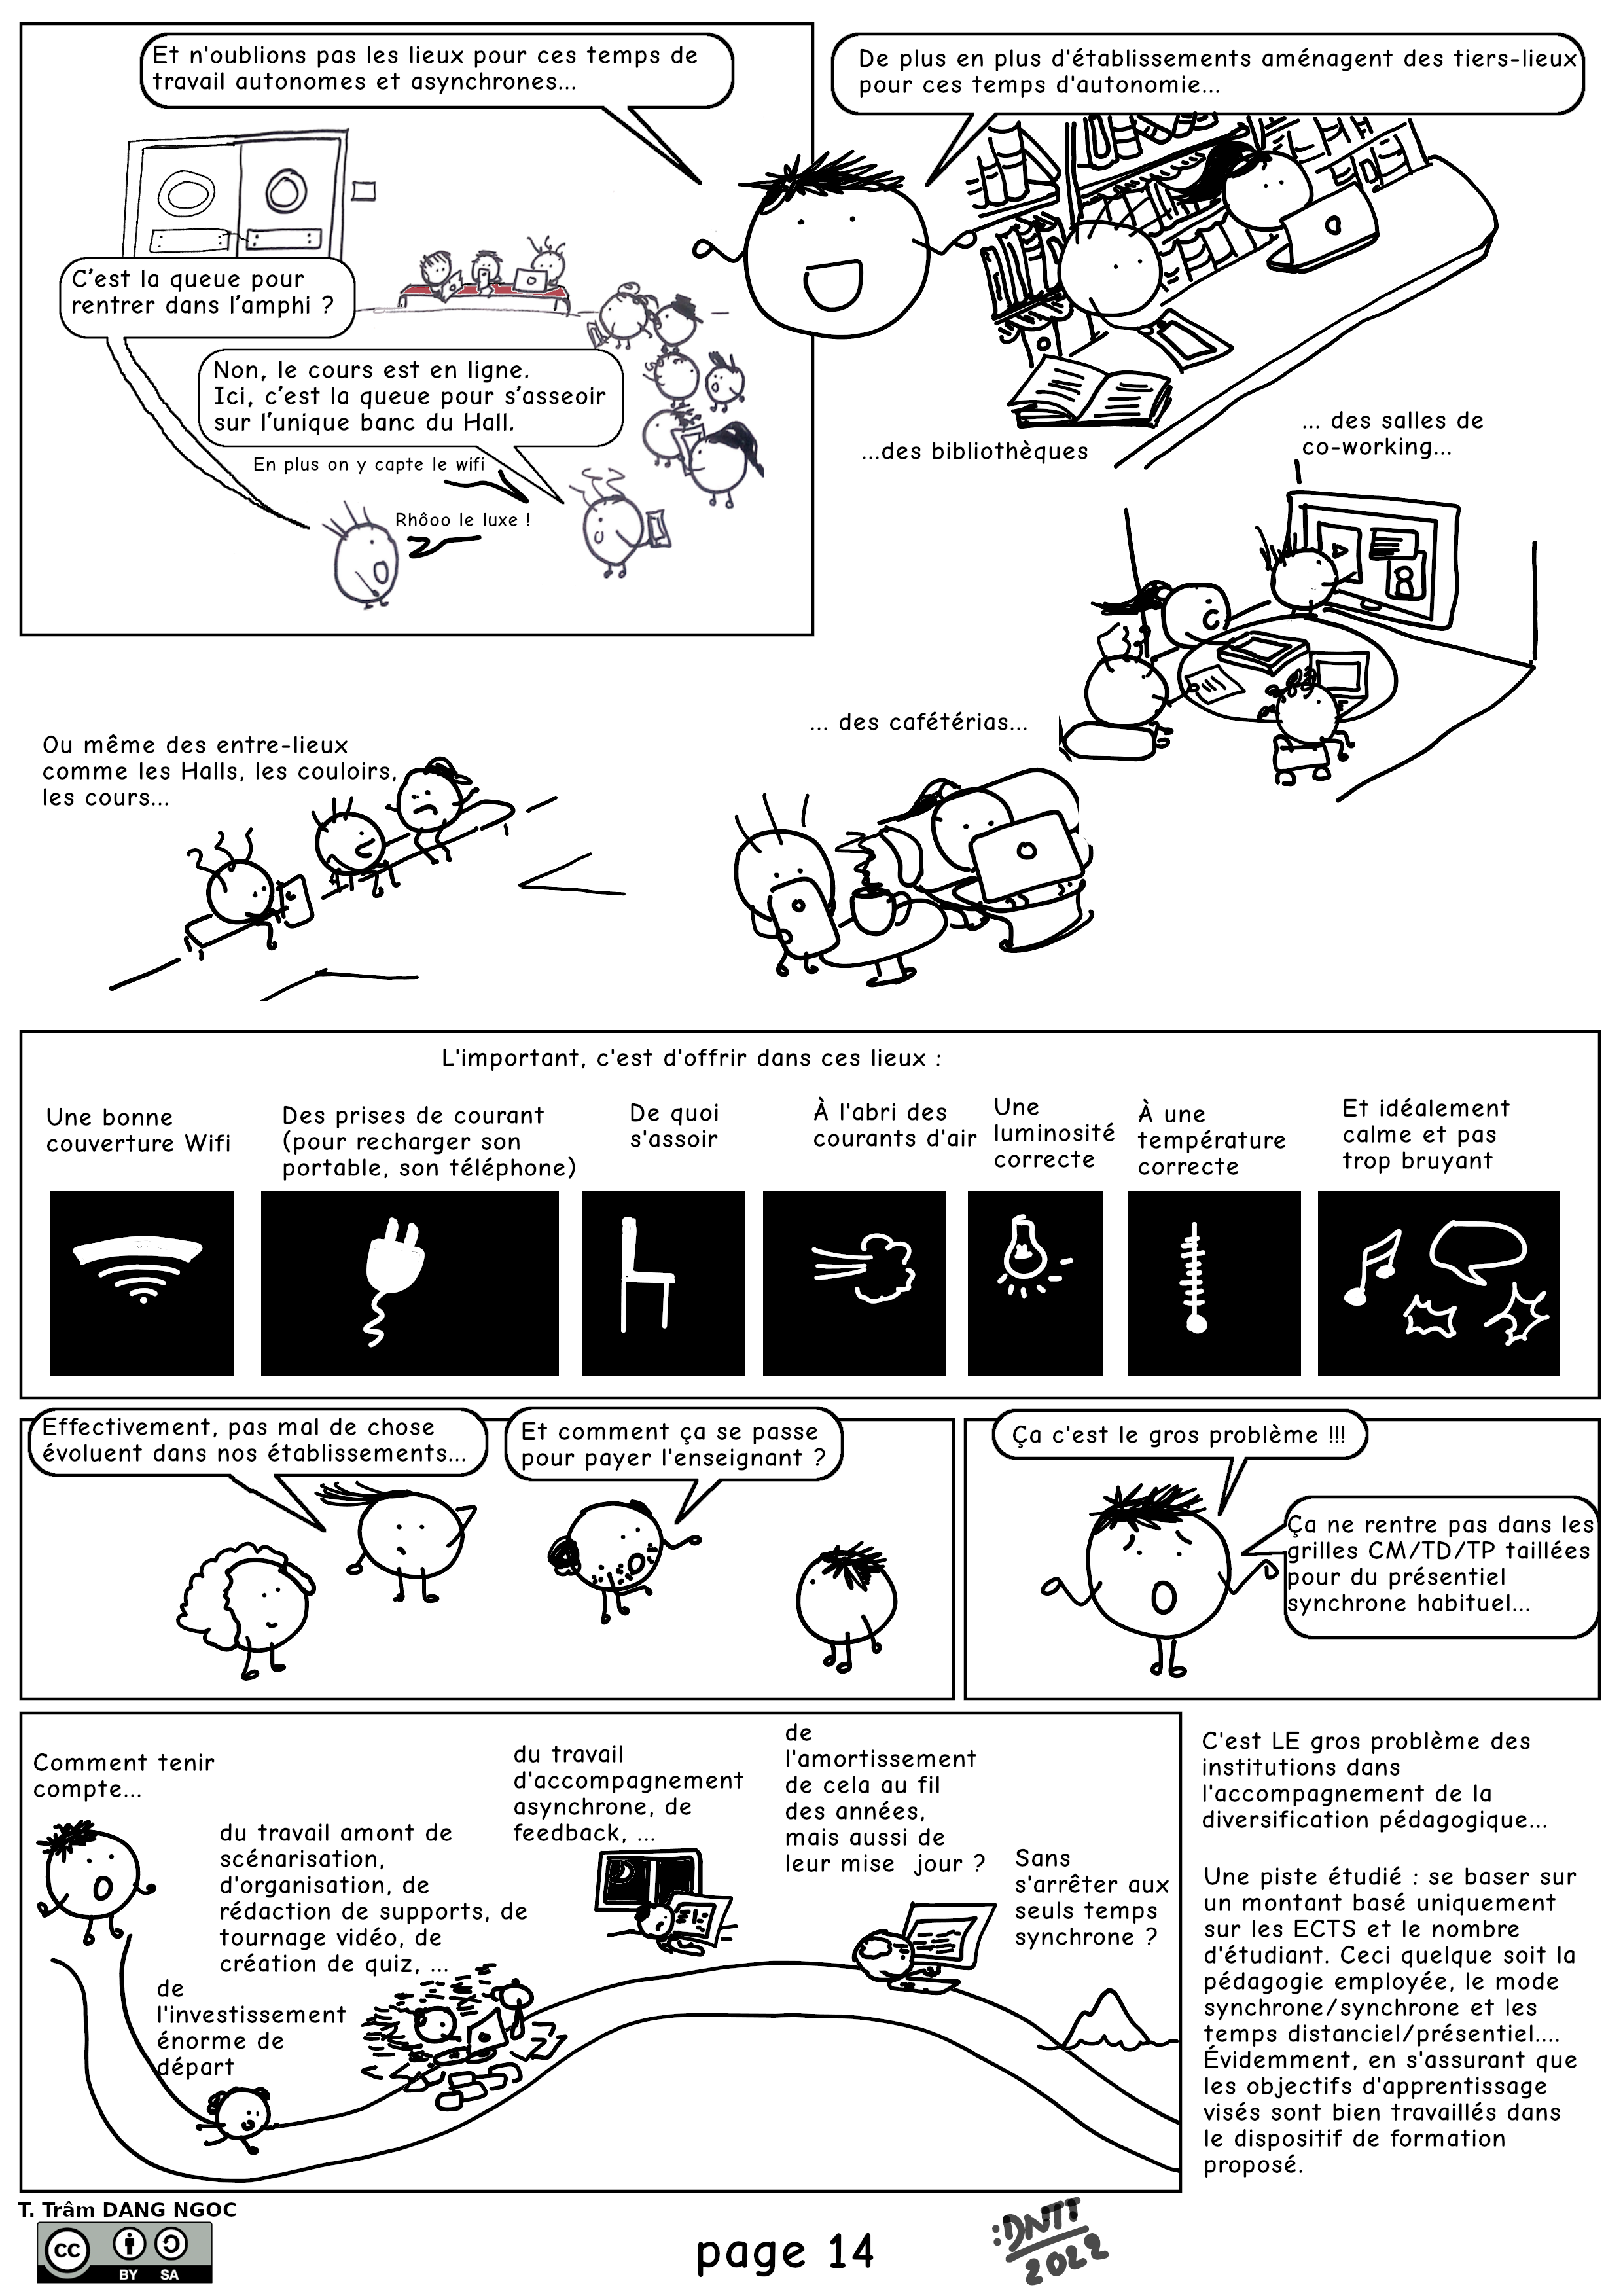 Et n'oublions pas les lieux pour ces temps de
travail autonomes et asynchrones...
De plus en plus d'établissements aménagent des tiers-lieux
pour ces temps d'autonomie...
C'est la queue pour
rentrer dans l'amphi ?
Non, le cours est en ligne.
Ici, c'est la queue pour s'asseoir
sur l'unique banc du Hall.
En plus on y capte le wifi
Rhôoo le luxe !
...des bibliothèques
... des salles de
co-working...
... des cafétérias...
Ou même des entre-lieux
comme les Halls, les couloirs,
les cours...
L'important, c'est d'offrir dans ces lieux :
Une bonne
couverture Wifi
Des prises de courant
(pour recharger son
portable, son téléphone)
De quoi
s'assoir
À l'abri des
courants d'air
Une
luminosité
correcte
À une
température
correcte
Et idéalement
calme et pas
trop bruyant
Effectivement, pas mal de chose
évoluent dans nos établissements...
Et comment ça se passe
pour payer l'enseignant ?
Ça c'est le gros problème !!!
Ça ne rentre pas dans les
grilles CM/TD/TP taillées
pour du présentiel
synchrone habituel...
Comment tenir
compte...
de
l'investissement
énorme de
départ
du travail amont de
scénarisation,
d'organisation, de
rédaction de supports, de
tournage vidéo, de
création de quiz, ...
du travail
d'accompagnement
asynchrone, de
feedback, ...
de
l'amortissement
de cela au fil
des années,
mais aussi de
leur mise jour ?
Sans
s'arrêter aux
seuls temps
synchrone ?
C'est LE gros problème des
institutions dans
l'accompagnement de la
diversification pédagogique...
Une piste étudié : se baser sur
un montant basé uniquement
sur les ECTS et le nombre
d'étudiant. Ceci quelque soit la
pédagogie employée, le mode
synchrone/synchrone et les
temps distanciel/présentiel....
Évidemment, en s'assurant que
les objectifs d'apprentissage
visés sont bien travaillés dans
le dispositif de formation
proposé.
T. Trâm DANG NGOC
cc
BY SA
page 14
:DNTT
2022